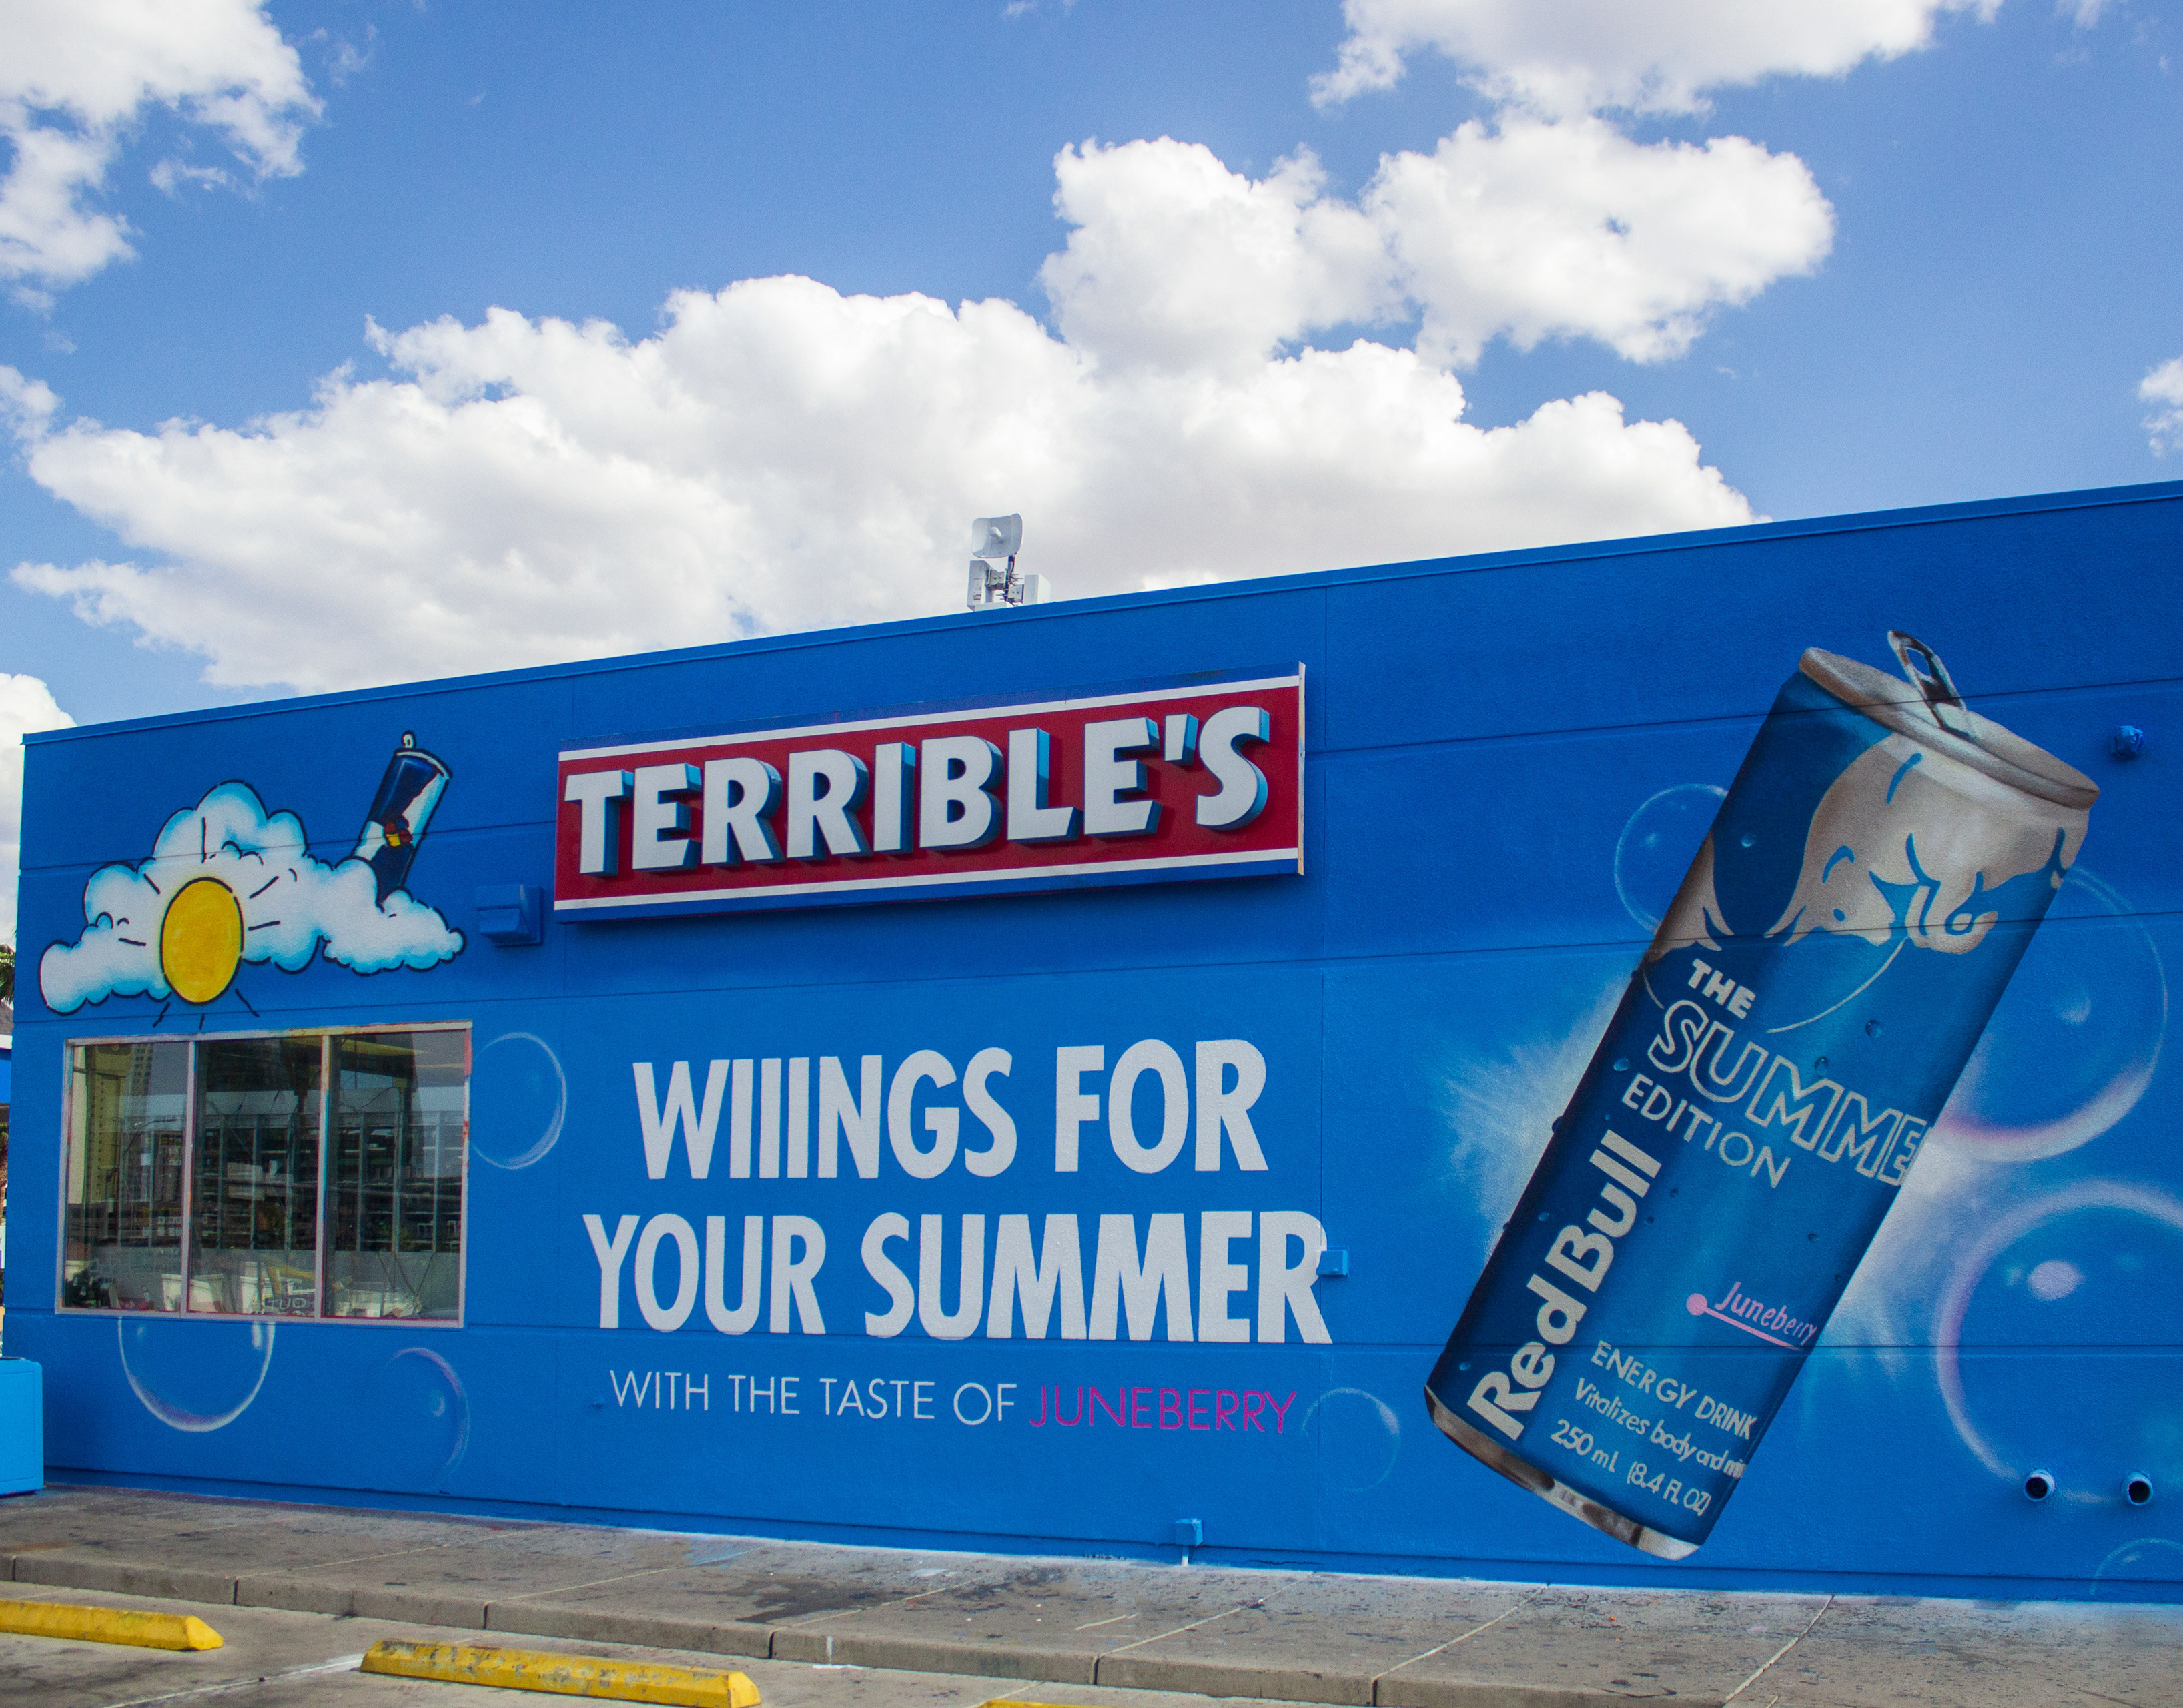 TERRIBLE'S
WIIINGS FOR
YOUR SUMMER
WITH THE TASTE OF JUNEBERRY
THE
SUMME
EDITION
Red Bull
Juneberry
ENERGY DRINK
Vitalizes body and mi
250 mL (8.4 FL OZ)